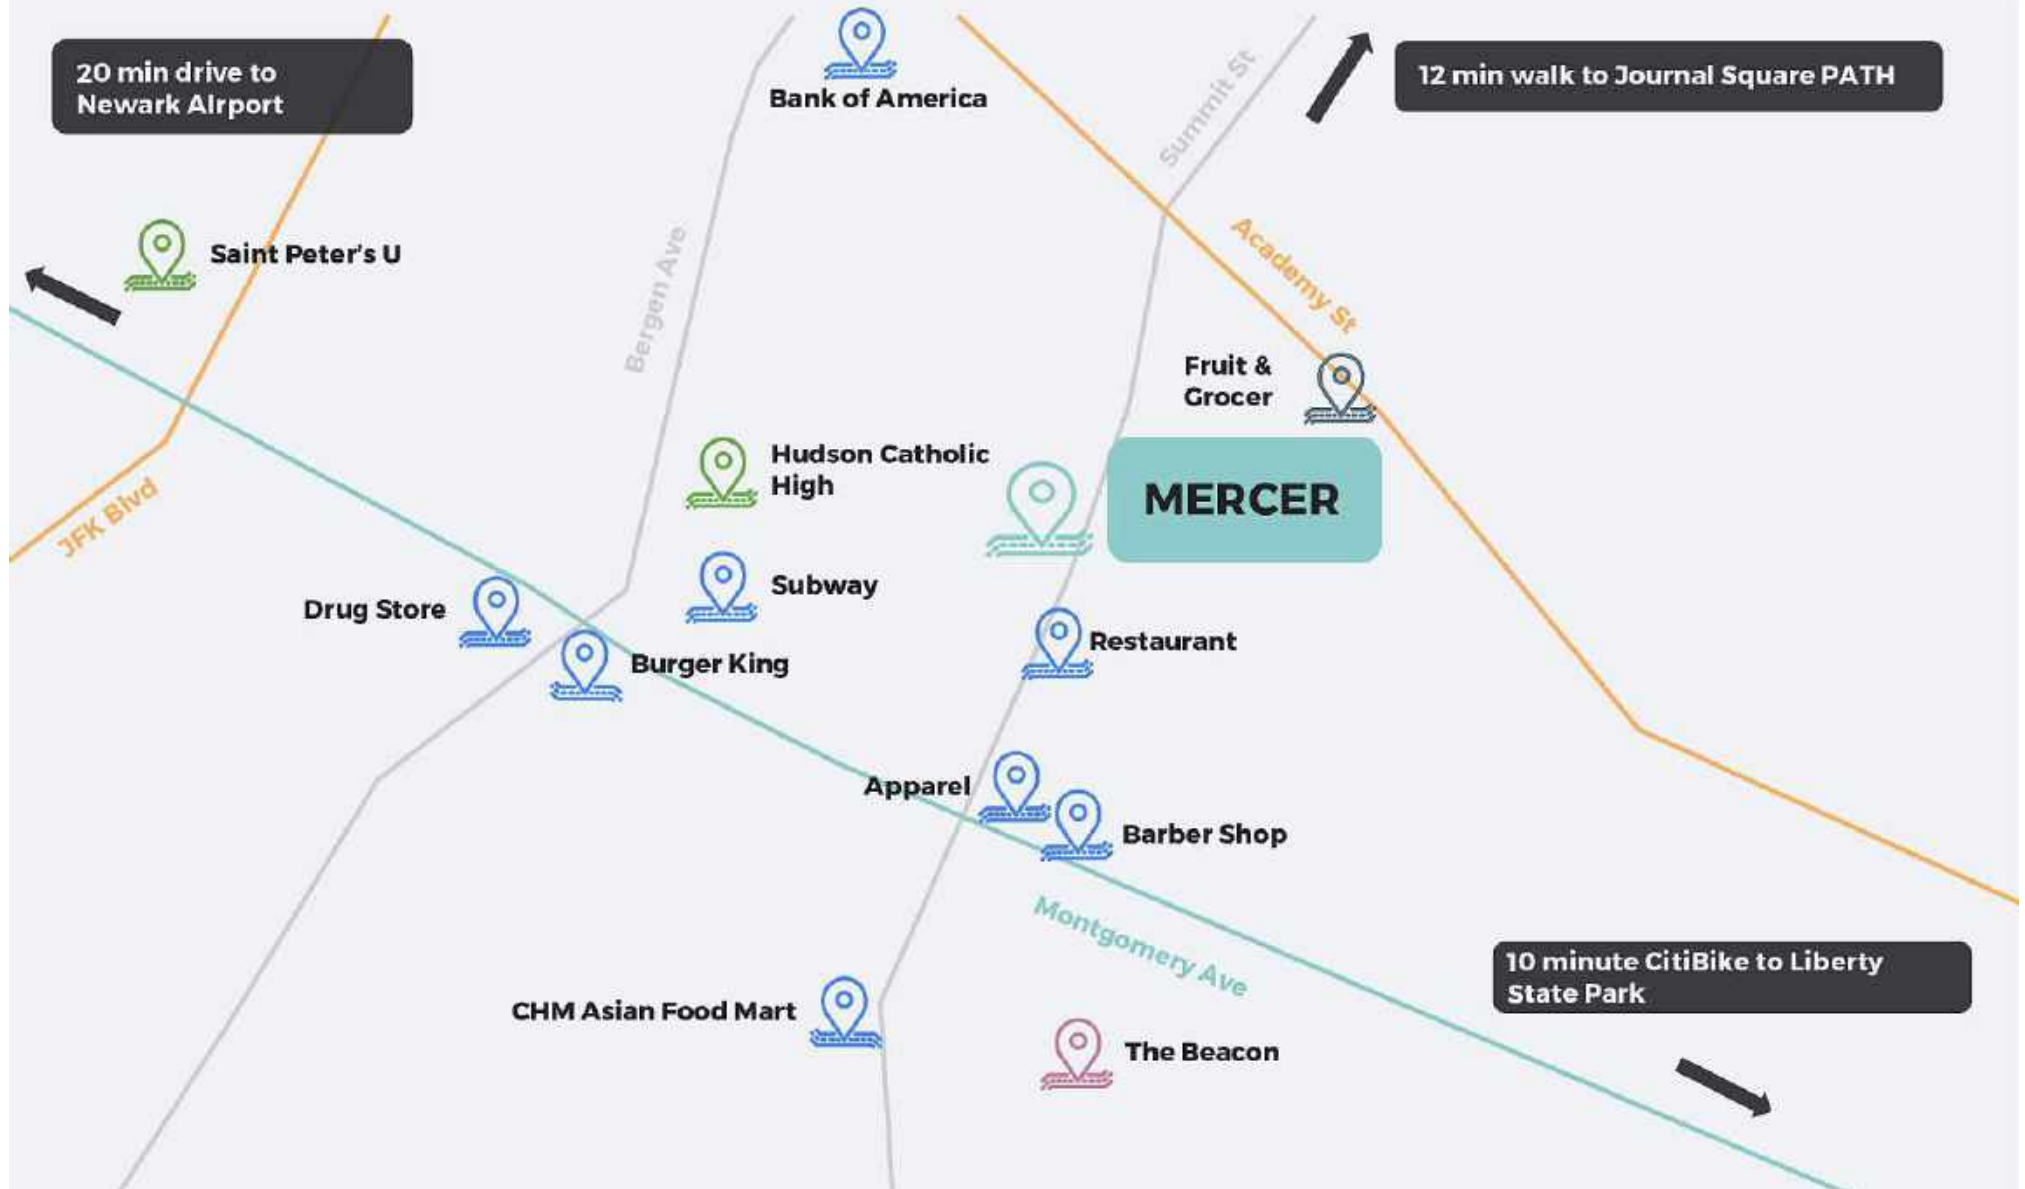 20 min drive to
Newark AIrport
Bank of America
Summit St
12 min walk to Journal Square PATH
Saint Peter's U
Bergen Ave
Academy St
Fruit &
Grocer
Hudson Catholic
High
MERCER
JFK Blvd
Subway
Drug Store
Restaurant
Burger King
Apparel
Barber Shop
Montgomery Ave
10 minute CitiBike to Liberty
State Park
CHM Asian Food Mart
The Beacon